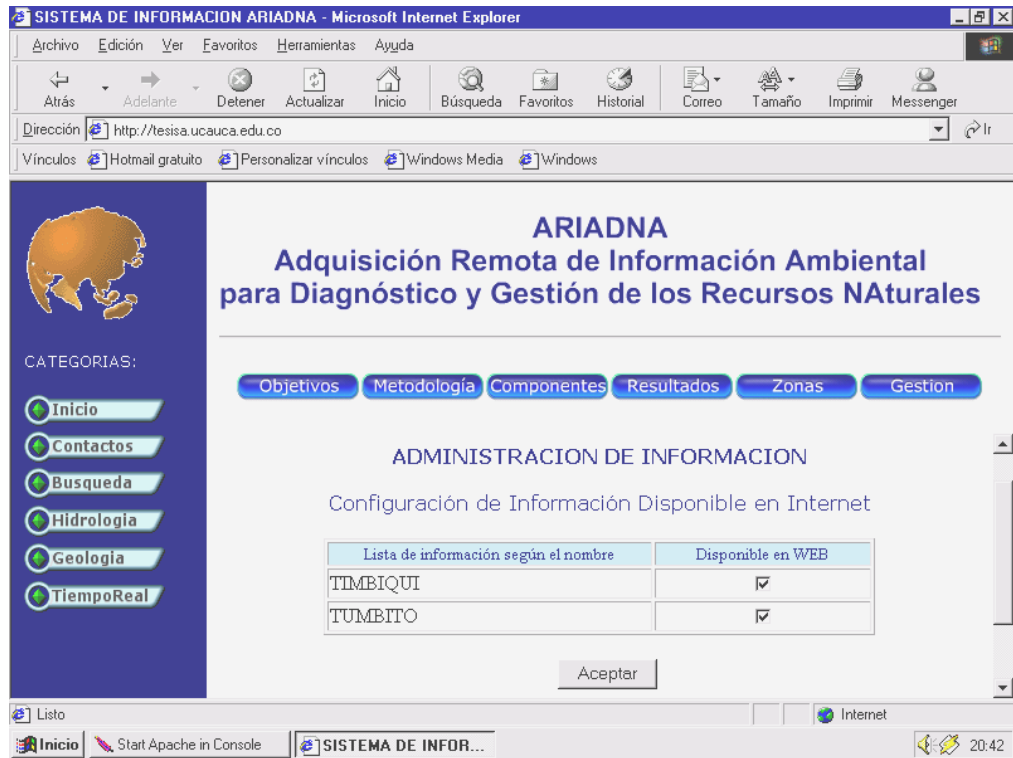 SISTEMA DE INFORMACION ARIADNA - Microsoft Internet Explorer
Archivo Edición Ver Favoritos Herramientas Ayuda
Atrás Adelante Detener Actualizar Inicio Búsqueda Favoritos Historial Correo Tamaño Imprimir Messenger
Dirección http://tesisa.ucauca.edu.co Ir
Vínculos Hotmail gratuito Personalizar vínculos Windows Media Windows
ARIADNA
Adquisición Remota de Información Ambiental
para Diagnóstico y Gestión de los Recursos NAturales
CATEGORIAS:
Inicio
Contactos
Busqueda
Hidrologia
Geologia
TiempoReal
Objetivos Metodología Componentes Resultados Zonas Gestion
ADMINISTRACION DE INFORMACION
Configuración de Información Disponible en Internet
Lista de información según el nombre Disponible en WEB
TIMBIQUI
TUMBITO
Aceptar
Listo Internet
Inicio Start Apache in Console SISTEMA DE INFOR... 20:42